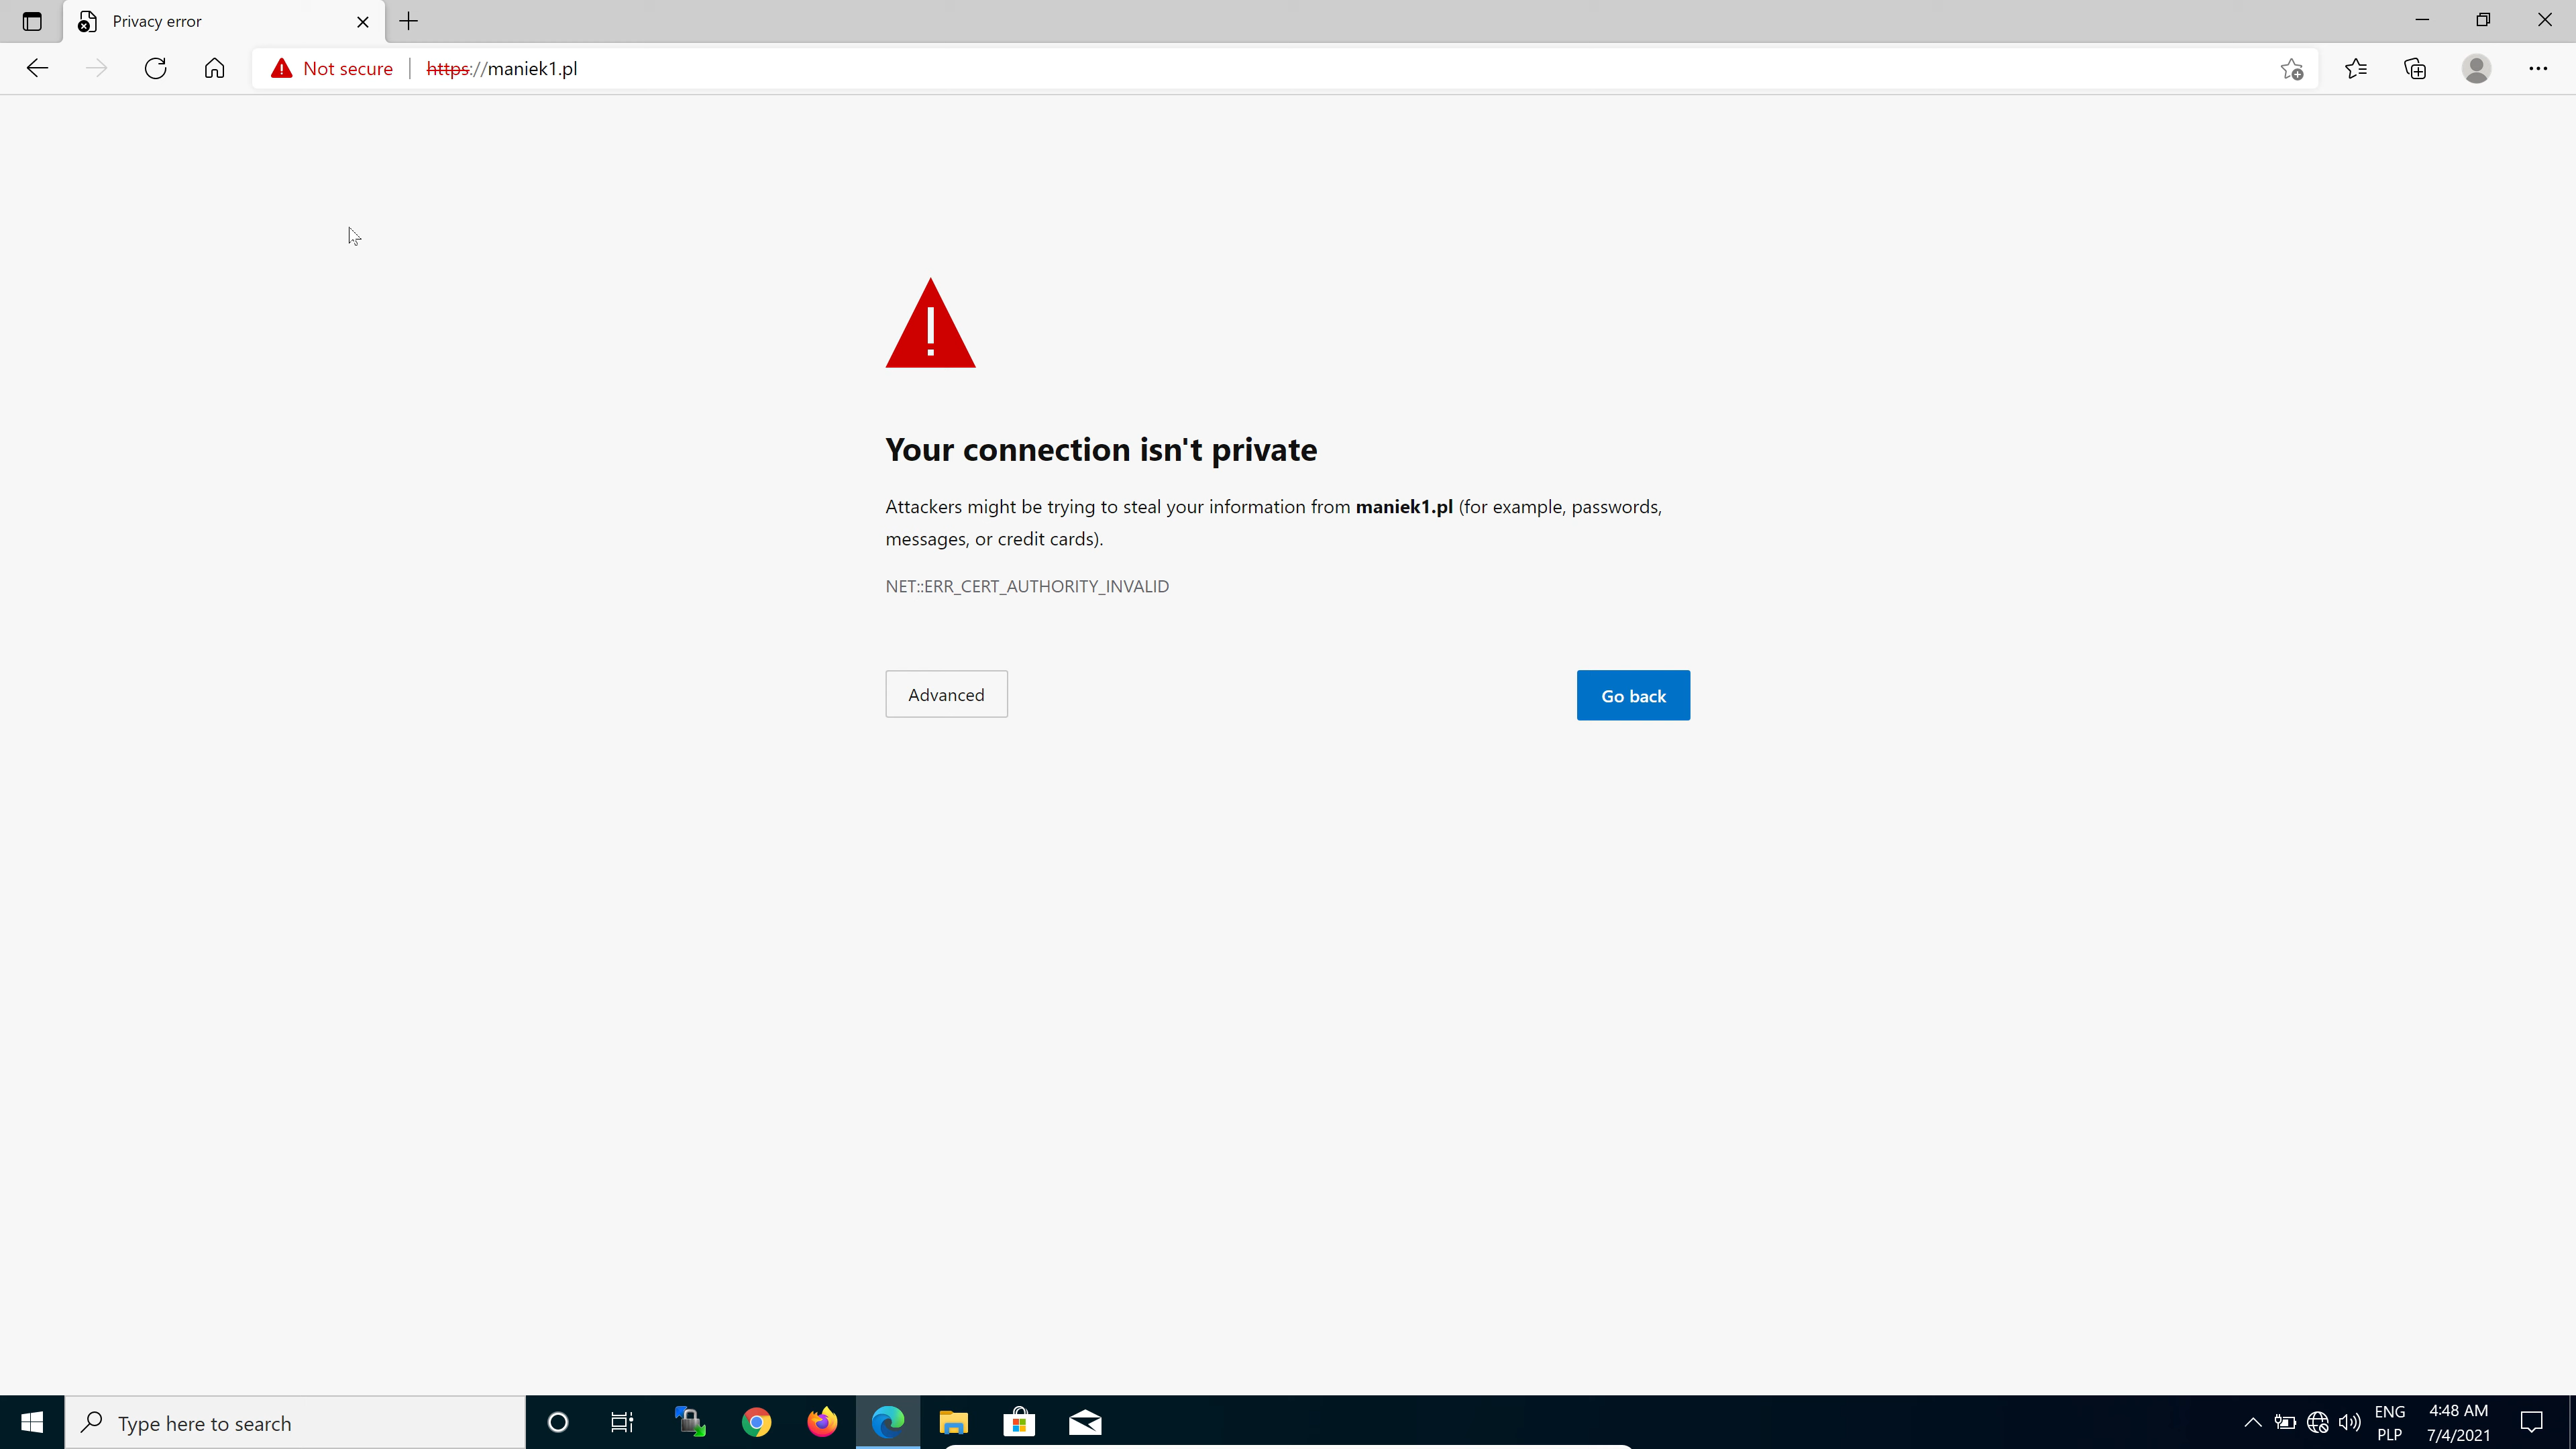 Privacy error
Not secure
https://maniek1.pl
Your connection isn't private
Attackers might be trying to steal your information from maniek1.pl (for example, passwords,
messages, or credit cards).
NET::ERR_CERT_AUTHORITY_INVALID
Advanced
Go back
Type here to search
ENG
PLP
4:48 AM
7/4/2021